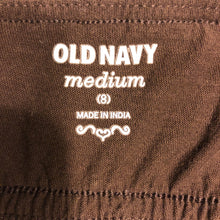 OLD NAVY
medium
(8)
MADE IN INDIA